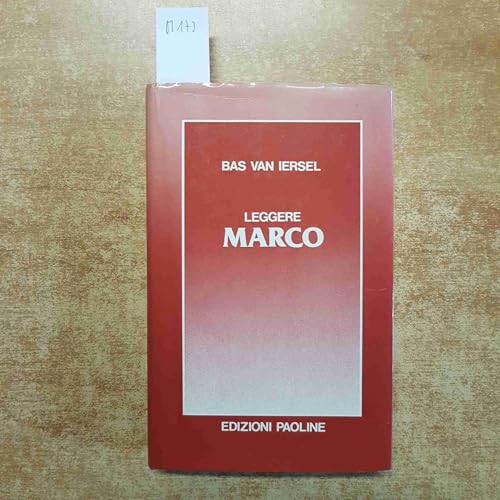 BAS VAN IERSEL
LEGGERE
MARCO
EDIZIONI PAOLINE